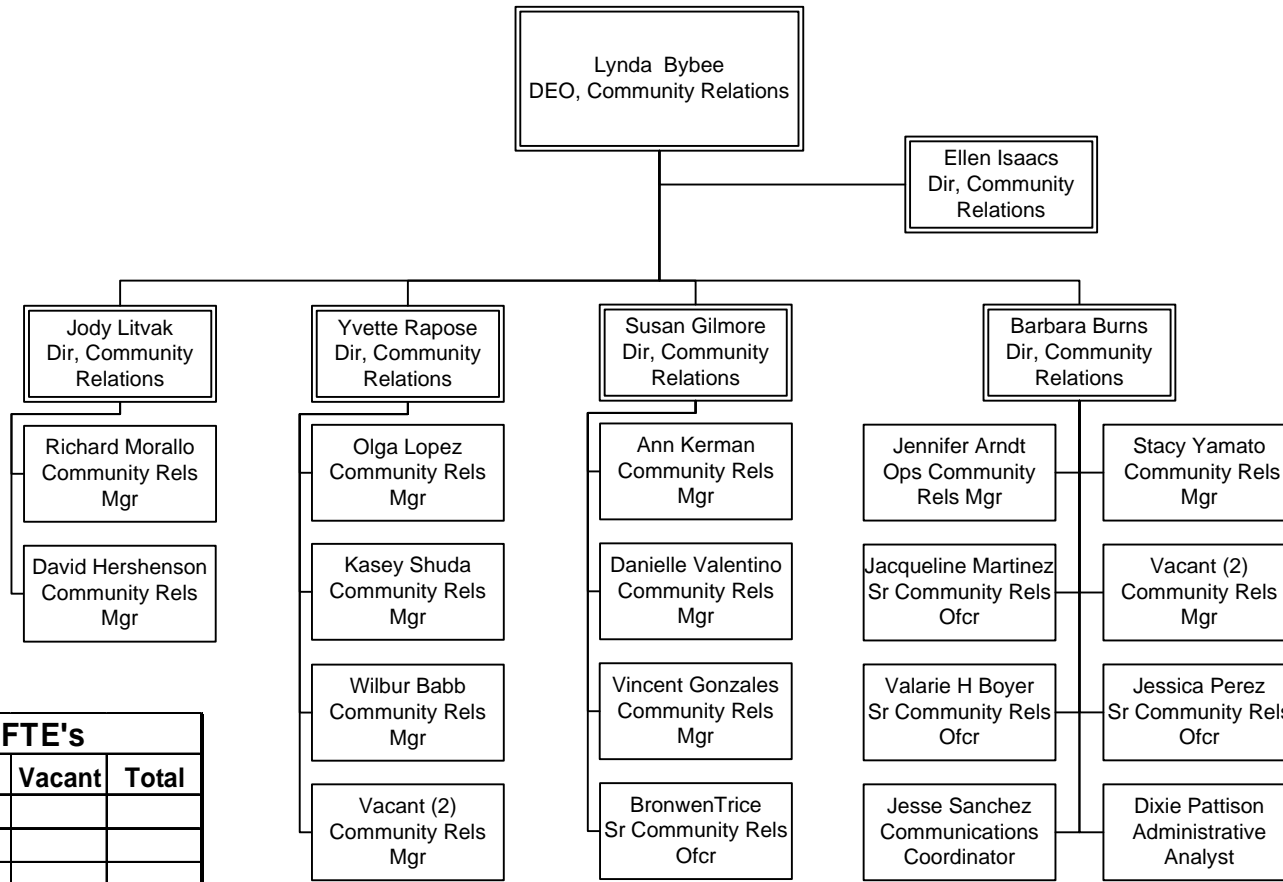 Lynda Bybee
DEO, Community Relations
Ellen Isaacs
Dir, Community
Relations
Jody Litvak
Dir, Community
Relations
Yvette Rapose
Dir, Community
Relations
Susan Gilmore
Dir, Community
Relations
Barbara Burns
Dir, Community
Relations
Richard Morallo
Community Rels
Mgr
David Hershenson
Community Rels
Mgr
Olga Lopez
Community Rels
Mgr
Kasey Shuda
Community Rels
Mgr
Wilbur Babb
Community Rels
Mgr
Vacant (2)
Community Rels
Mgr
Ann Kerman
Community Rels
Mgr
Danielle Valentino
Community Rels
Mgr
Vincent Gonzales
Community Rels
Mgr
BronwenTrice
Sr Community Rels
Ofcr
Jennifer Arndt
Ops Community
Rels Mgr
Jacqueline Martinez
Sr Community Rels
Ofcr
Valarie H Boyer
Sr Community Rels
Ofcr
Jesse Sanchez
Communications
Coordinator
Stacy Yamato
Community Rels
Mgr
Vacant (2)
Community Rels
Mgr
Jessica Perez
Sr Community Rels
Ofcr
Dixie Pattison
Administrative
Analyst
FTE's
Vacant Total